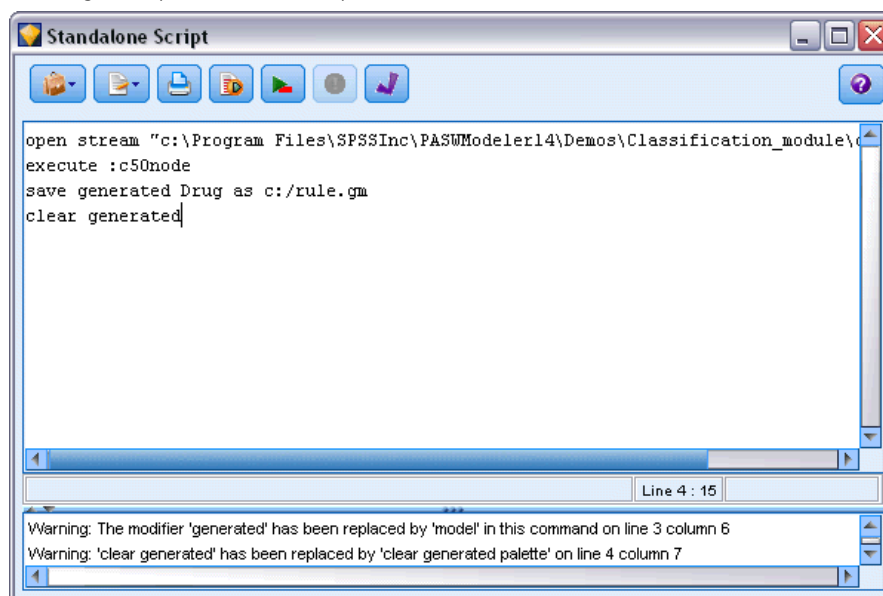 Standalone Script
open stream "c:\Program Files\SPSSInc\PASWModeler14\Demos\Classification_module\
execute :c50node
save generated Drug as c:/rule.gm
clear generated
Line 4 : 15
Warning: The modifier 'generated' has been replaced by 'model' in this command on line 3 column 6
Warning: 'clear generated' has been replaced by 'clear generated palette' on line 4 column 7